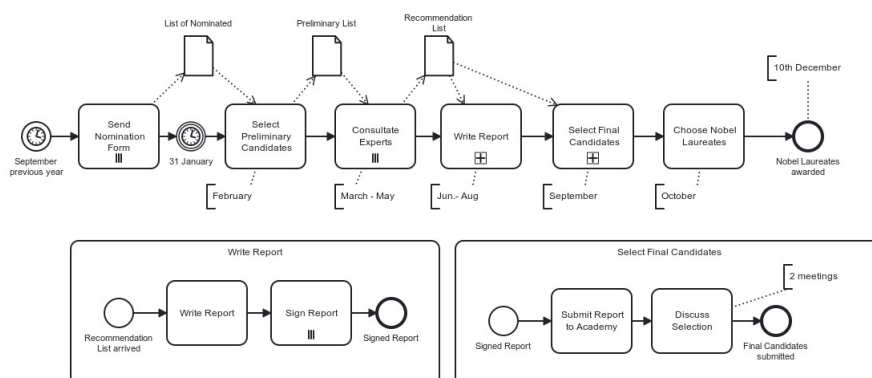 List of Nominated
Preliminary List
Recommendation
List
10th December
Send
Nomination
Form
Select
Preliminary
Candidates
Consultate
Experts
Write Report
Select Final
Candidates
Choose Nobel
Laureates
September
previous year
31 January
Nobel Laureates
awarded
February
March - May
Jun.- Aug
September
October
Write Report
Write Report
Sign Report
Recommendation
List arrived
Signed Report
Select Final Candidates
2 meetings
Submit Report
to Academy
Discuss
Selection
Signed Report
Final Candidates
submitted